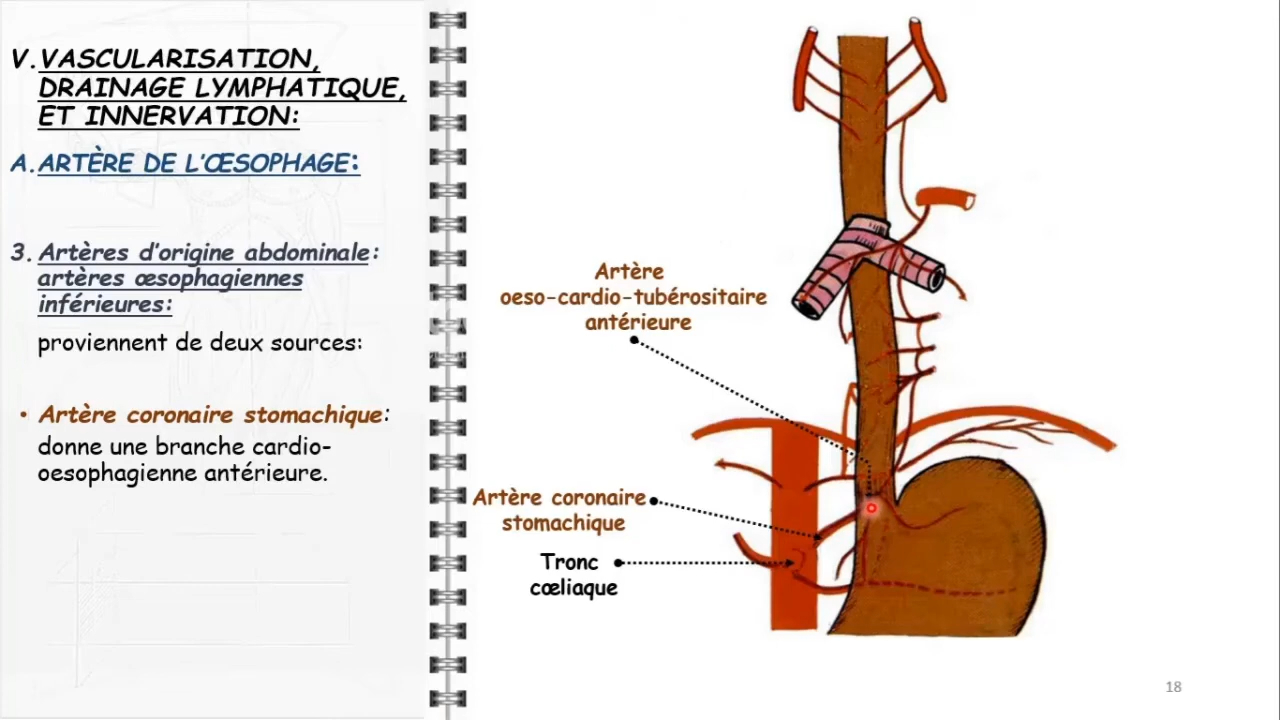 V. VASCULARISATION,
DRAINAGE LYMPHATIQUE,
ET INNERVATION:
A. ARTÈRE DE L’ŒSOPHAGE:
3. Artères d’origine abdominale:
artères œsophagiennes
inférieures:
proviennent de deux sources:
• Artère coronaire stomachique:
donne une branche cardio-
oesophagienne antérieure.
Artère
oeso-cardio-tubérositaire
antérieure
Artère coronaire
stomachique
Tronc
cœliaque
18